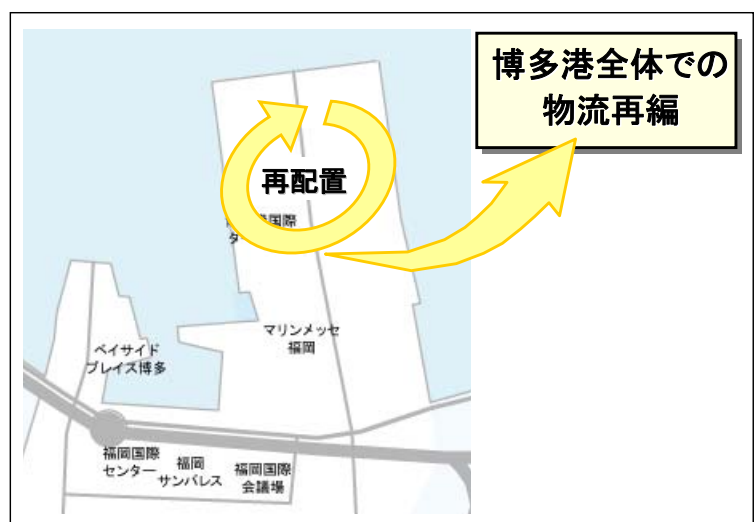 博多港全体での
物流再編
再配置
国際
マリンメッセ
福岡
ベイサイド
プレイス博多
福岡国際
センター
福岡
サンパレス
福岡国際
会議場